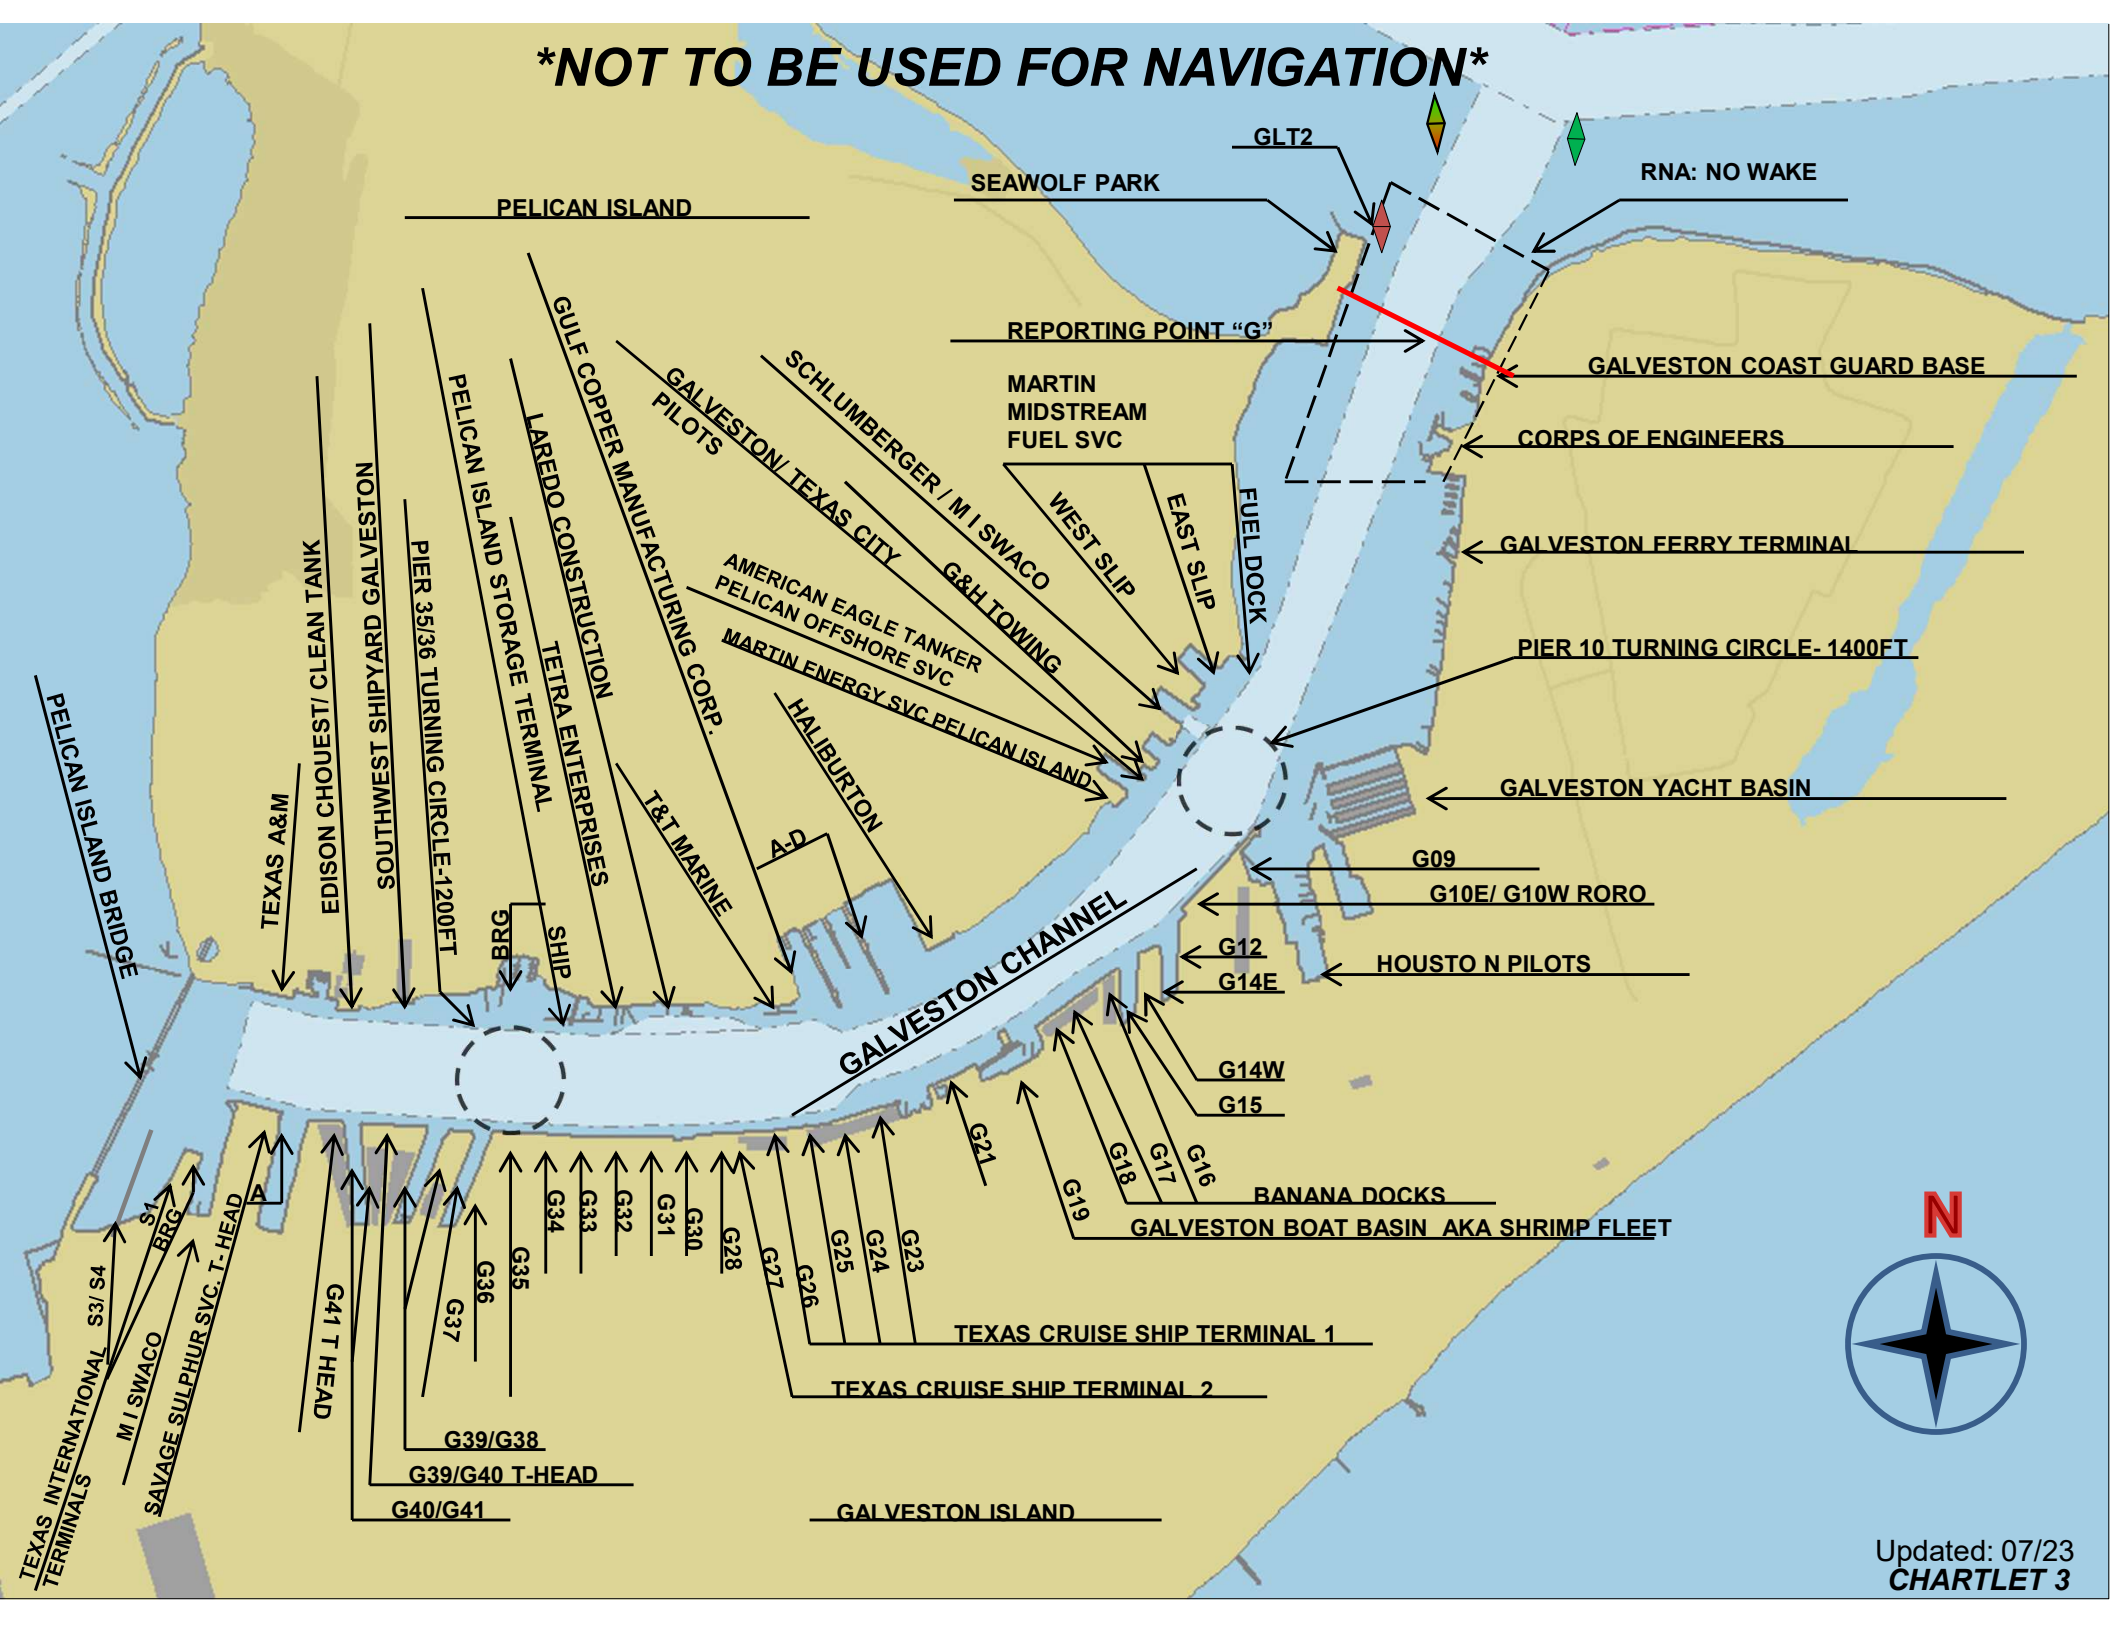 *NOT TO BE USED FOR NAVIGATION*
GLT2
SEAWOLF PARK
RNA: NO WAKE
PELICAN ISLAND
REPORTING POINT “G”
GALVESTON COAST GUARD BASE
MARTIN
MIDSTREAM
FUEL SVC
CORPS OF ENGINEERS
GALVESTON FERRY TERMINAL
PIER 10 TURNING CIRCLE- 1400FT
GALVESTON YACHT BASIN
WEST SLIP
EAST SLIP
FUEL DOCK
SCHLUMBERGER / M I SWACO
GALVESTON/ TEXAS CITY
PILOTS
G&H TOWING
AMERICAN EAGLE TANKER
PELICAN OFFSHORE SVC
MARTIN ENERGY SVC PELICAN ISLAND
HALIBURTON
A-D
GULF COPPER MANUFACTURING CORP.
T&T MARINE
LAREDO CONSTRUCTION
TETRA ENTERPRISES
PELICAN ISLAND STORAGE TERMINAL
BRG
SHIP
PIER 35/36 TURNING CIRCLE-1200FT
SOUTHWEST SHIPYARD GALVESTON
EDISON CHOUEST/ CLEAN TANK
TEXAS A&M
PELICAN ISLAND BRIDGE
GALVESTON CHANNEL
G09
G10E/ G10W RORO
G12
HOUSTO N PILOTS
G14E
G14W
G15
G16
G17
G18
BANANA DOCKS
G19
GALVESTON BOAT BASIN AKA SHRIMP FLEET
G21
G23
G24
G25
G26
TEXAS CRUISE SHIP TERMINAL 1
G27
TEXAS CRUISE SHIP TERMINAL 2
G28
G30
G31
G32
G33
G34
G35
G36
G37
G39/G38
G39/G40 T-HEAD
G40/G41
G41 T HEAD
A
SAVAGE SULPHUR SVC. T- HEAD
M I SWACO
S1
BRG
S3/ S4
TEXAS INTERNATIONAL
TERMINALS
GALVESTON ISLAND
N
Updated: 07/23
CHARTLET 3